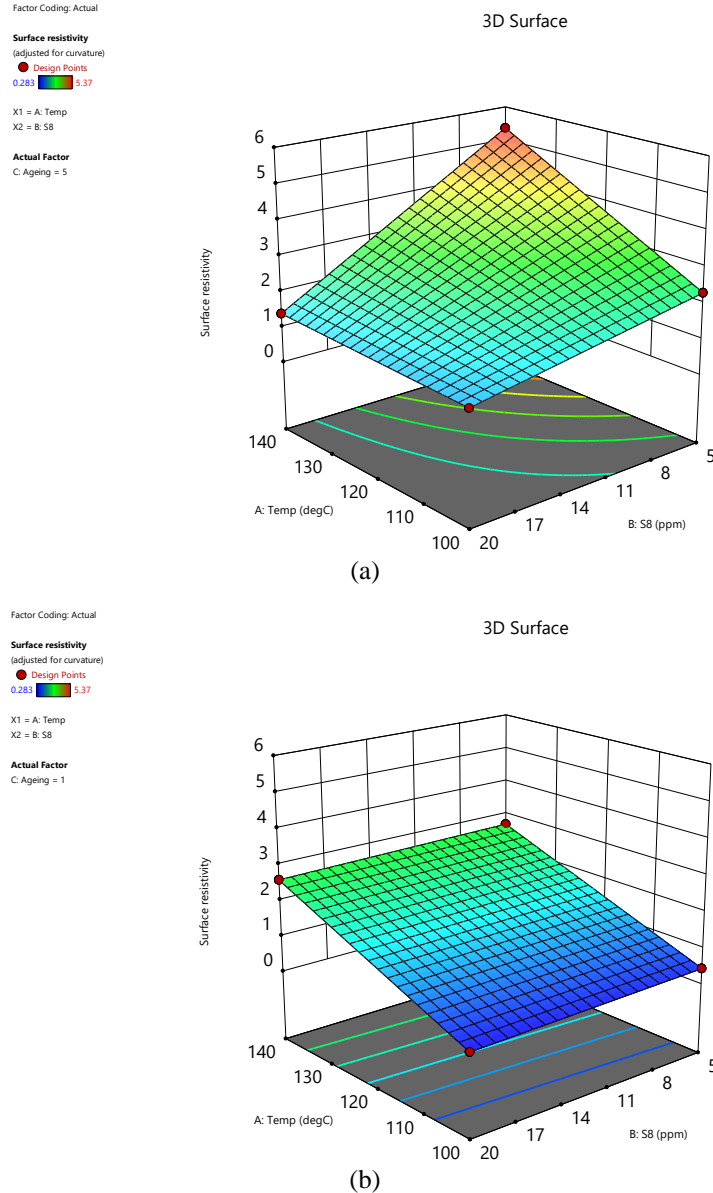 Factor Coding: Actual
3D Surface
Surface resistivity
(adjusted for curvature)
Design Points
0.283 5.37
X1 = A: Temp
X2 = B: S8
Actual Factor
C: Ageing = 5
6
5
4
3
2
1
0
Surface resistivity
140
130
120
110
100
A: Temp (degC)
20
17
14
11
8
5
B: S8 (ppm)
(a)
Factor Coding: Actual
3D Surface
Surface resistivity
(adjusted for curvature)
Design Points
0.283 5.37
X1 = A: Temp
X2 = B: S8
Actual Factor
C: Ageing = 1
6
5
4
3
2
1
0
Surface resistivity
140
130
120
110
100
A: Temp (degC)
20
17
14
11
8
5
B: S8 (ppm)
(b)